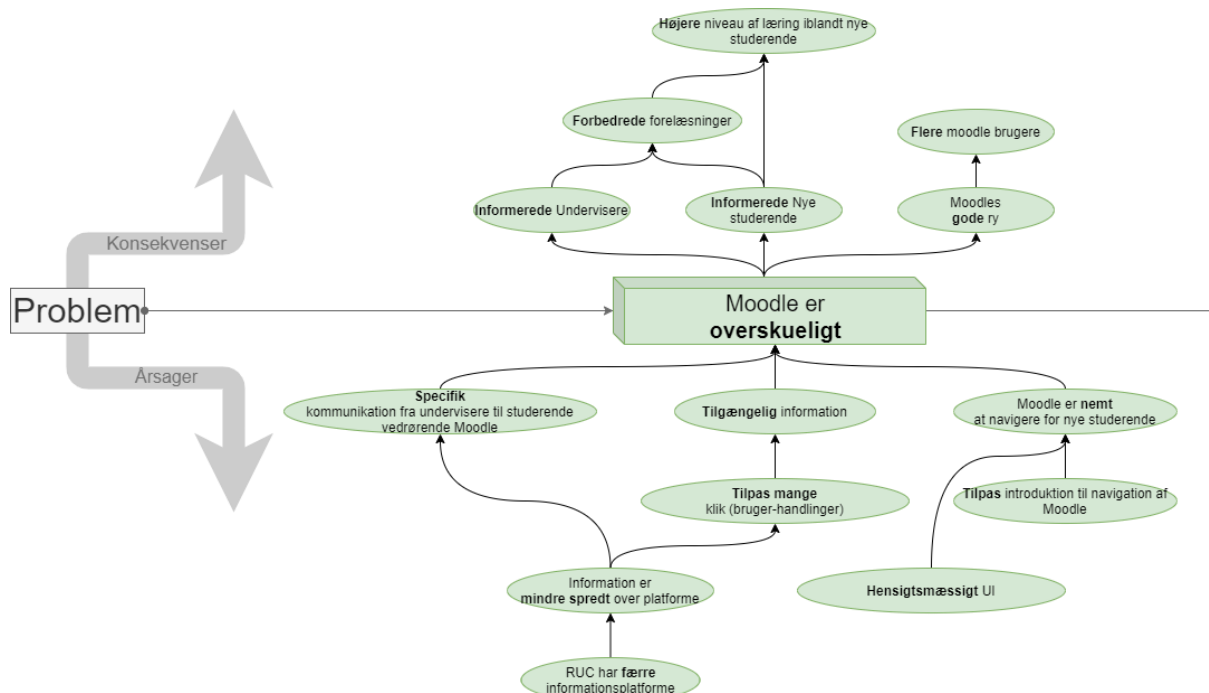 Højere niveau af læring iblandt nye
studerende
Forbedrede forelæsninger
Flere moodle brugere
Informerede Undervisere
Informerede Nye
studerende
Moodles
gode ry
Konsekvenser
Problem
Moodle er
overskueligt
Årsager
Specifik
kommunikation fra undervisere til studerende
vedrørende Moodle
Tilgængelig information
Moodle er nemt
at navigere for nye studerende
Tilpas mange
klik (bruger-handlinger)
Tilpas introduktion til navigation af
Moodle
Information er
mindre spredt over platforme
Hensigtsmæssigt UI
RUC har færre
informationsplatforme